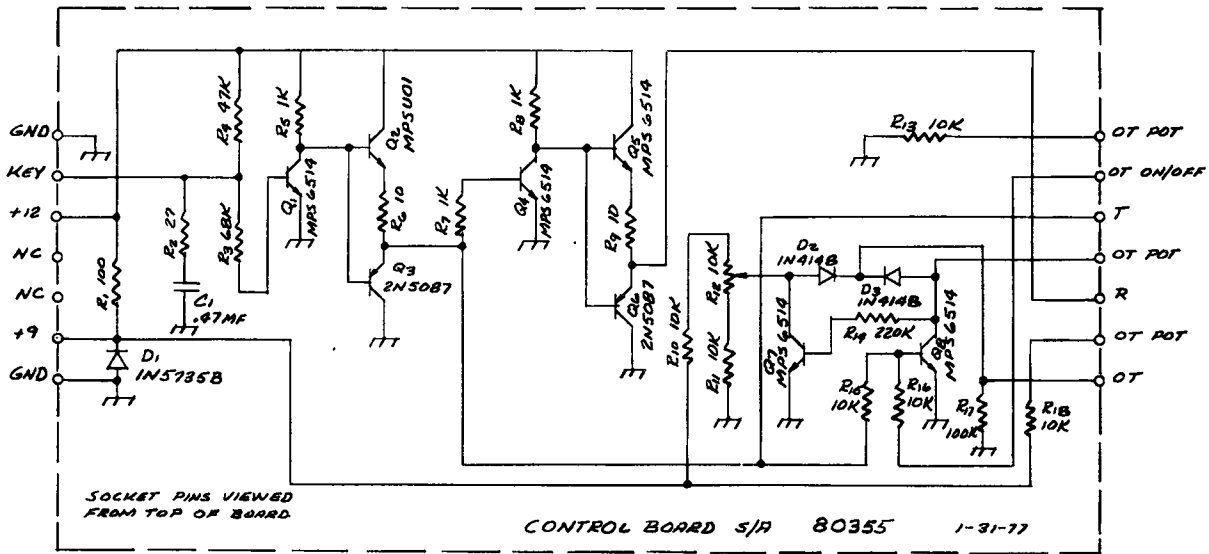 GND
KEY
+12
NC
NC
+9
GND
R4 47K
R5 1K
Q2
MPSU01
R8 1K
Q5
MPS6514
R13 10K
OT POT
OT ON/OFF
T
OT POT
R
OT POT
OT
R2 27
C1
.47MF
R3 68K
Q1
MPS6514
R6 10
R7 1K
Q4
MPS6514
R9 10
R1 100
Q3
2N5087
Q6
2N5087
D1
1N5735B
R10 10K
R12 10K
R11 10K
D2
1N4148
D3
1N4148
R14 220K
Q7
MPS6514
Q8
MPS6514
R15
10K
R16
10K
R17
100K
R18
10K
SOCKET PINS VIEWED
FROM TOP OF BOARD
CONTROL BOARD S/A 80355 1-31-77